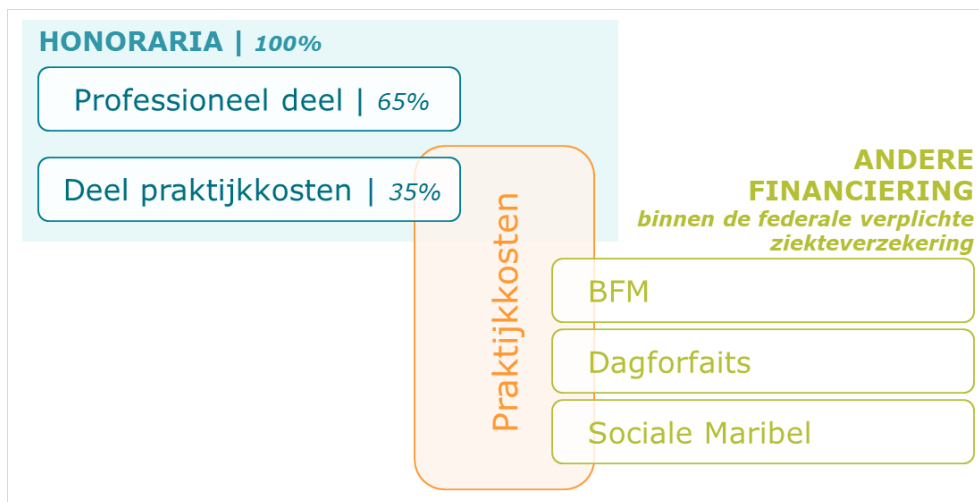 HONORARIA | 100%
Professioneel deel | 65%
Deel praktijkkosten | 35%
Praktijkkosten
ANDERE
FINANCIERING
binnen de federale verplichte
ziekteverzekering
BFM
Dagforfaits
Sociale Maribel